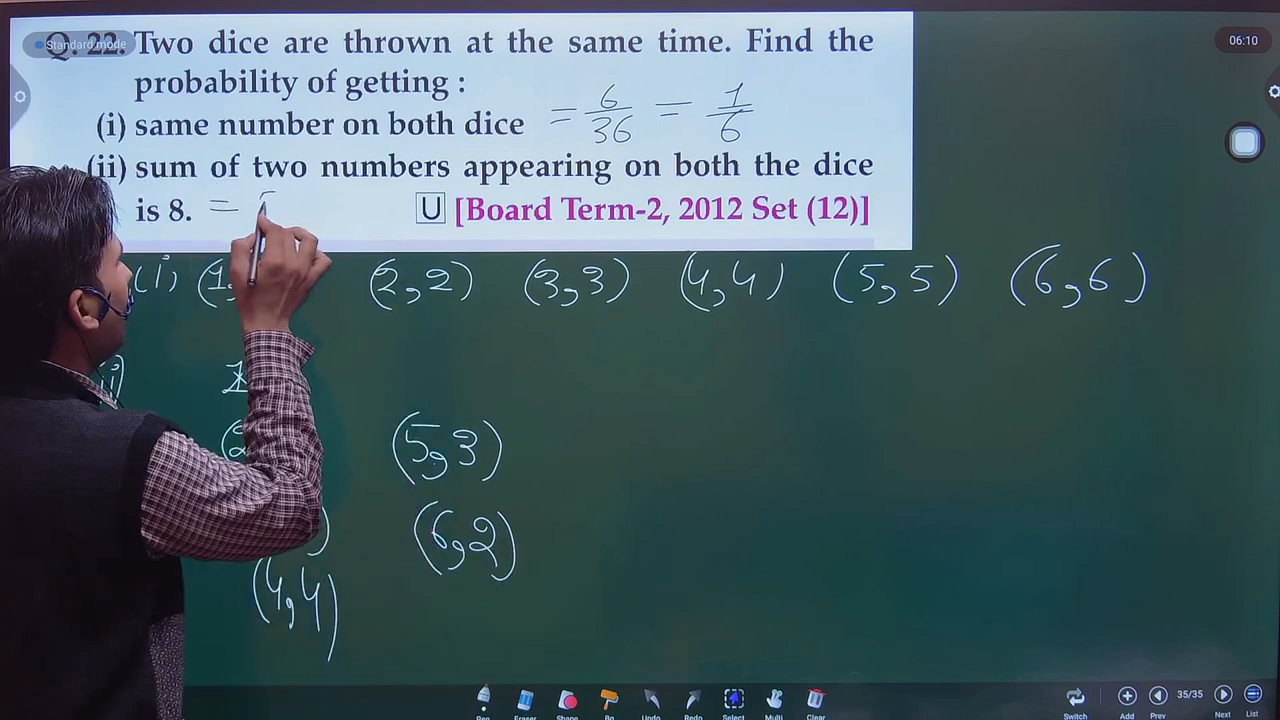 Standard mode
06:10
Q. 22. Two dice are thrown at the same time. Find the
probability of getting :
(i) same number on both dice = 6/36 = 1/6
(ii) sum of two numbers appearing on both the dice
is 8. =
U [Board Term-2, 2012 Set (12)]
(i) (1, (2,2) (3,3) (4,4) (5,5) (6,6)
(5,3)
(6,2)
(4,4)
Pen Eraser Shape Bg Undo Redo Select Multi Clear
Switch Add Prev 35/35 Next List